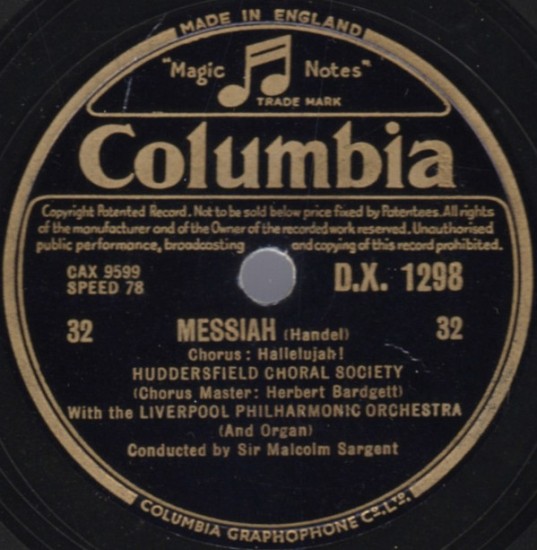 MADE IN ENGLAND
"Magic Notes"
TRADE MARK
Columbia
Copyright Patented Record. Not to be sold below price fixed by Patentees. All rights
of the manufacturer and of the Owner of the recorded work reserved. Unauthorised
public performance, broadcasting and copying of this record prohibited.
CAX 9599
SPEED 78
D.X. 1298
32 MESSIAH (Handel) 32
Chorus : Hallelujah!
HUDDERSFIELD CHORAL SOCIETY
(Chorus Master: Herbert Bardgett)
With the LIVERPOOL PHILHARMONIC ORCHESTRA
(And Organ)
Conducted by Sir Malcolm Sargent
COLUMBIA GRAPHOPHONE Co. LTD.